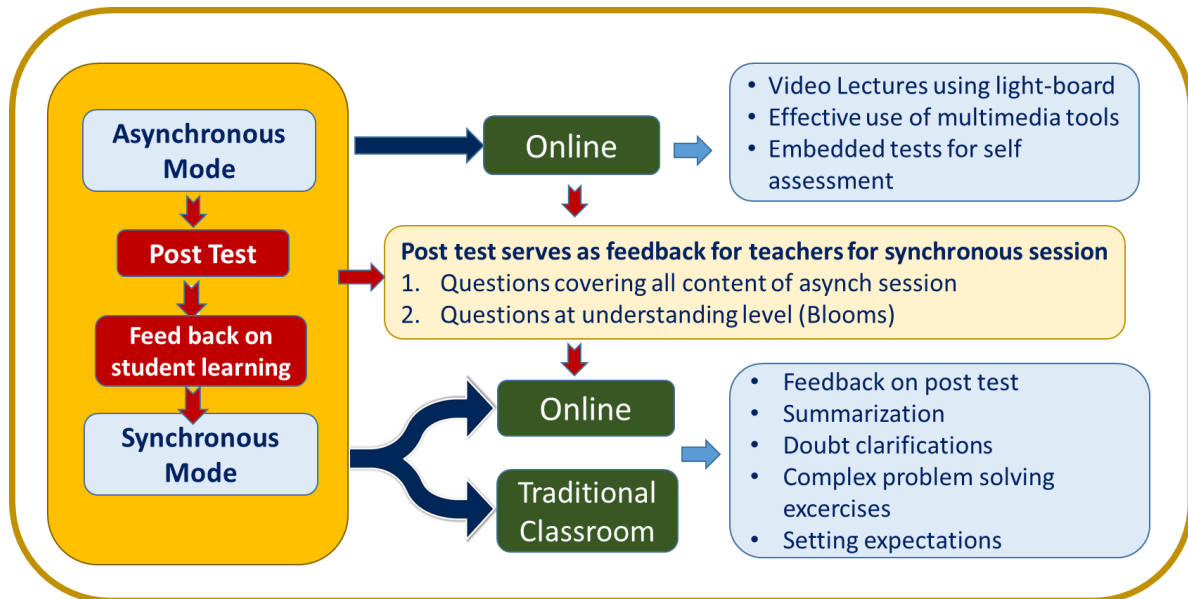 Asynchronous
Mode
Post Test
Feed back on
student learning
Synchronous
Mode
Online
• Video Lectures using light-board
• Effective use of multimedia tools
• Embedded tests for self
assessment
Post test serves as feedback for teachers for synchronous session
1. Questions covering all content of asynch session
2. Questions at understanding level (Blooms)
Online
Traditional
Classroom
• Feedback on post test
• Summarization
• Doubt clarifications
• Complex problem solving
excercises
• Setting expectations